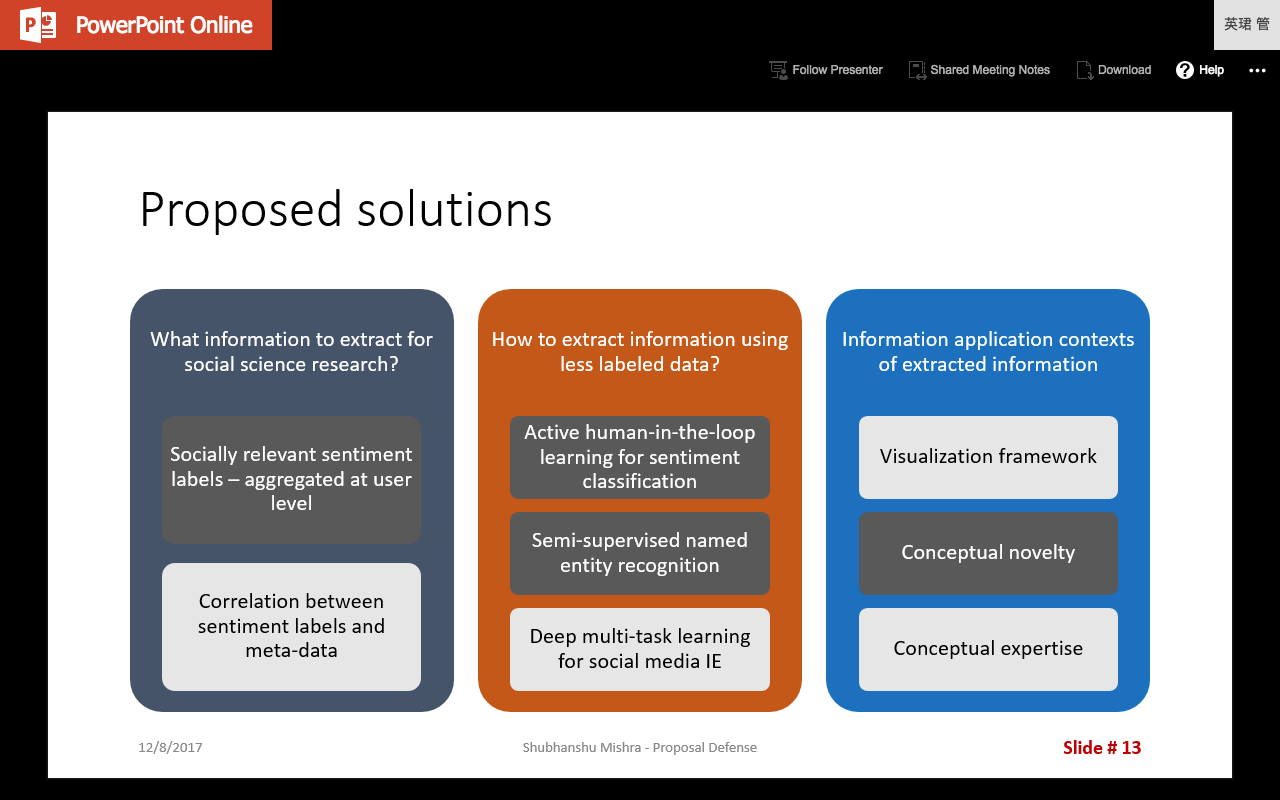 PowerPoint Online
英珺 管
Follow Presenter
Shared Meeting Notes
Download
Help
Proposed solutions
What information to extract for
social science research?
Socially relevant sentiment
labels – aggregated at user
level
Correlation between
sentiment labels and
meta-data
How to extract information using
less labeled data?
Active human-in-the-loop
learning for sentiment
classification
Semi-supervised named
entity recognition
Deep multi-task learning
for social media IE
Information application contexts
of extracted information
Visualization framework
Conceptual novelty
Conceptual expertise
12/8/2017
Shubhanshu Mishra - Proposal Defense
Slide # 13